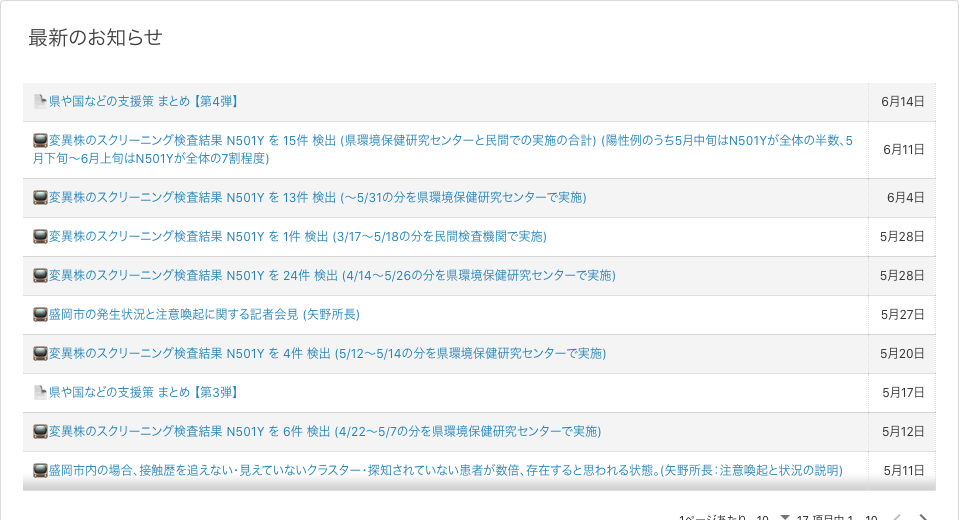 最新のお知らせ
県や国などの支援策 まとめ【第4弾】 6月14日
変異株のスクリーニング検査結果 N501Y を 15件 検出 (県環境保健研究センターと民間での実施の合計) (陽性例のうち5月中旬はN501Yが全体の半数、5
月下旬〜6月上旬はN501Yが全体の7割程度) 6月11日
変異株のスクリーニング検査結果 N501Y を 13件 検出 (〜5/31の分を県環境保健研究センターで実施) 6月4日
変異株のスクリーニング検査結果 N501Y を 1件 検出 (3/17〜5/18の分を民間検査機関で実施) 5月28日
変異株のスクリーニング検査結果 N501Y を 24件 検出 (4/14〜5/26の分を県環境保健研究センターで実施) 5月28日
盛岡市の発生状況と注意喚起に関する記者会見 (矢野所長) 5月27日
変異株のスクリーニング検査結果 N501Y を 4件 検出 (5/12〜5/14の分を県環境保健研究センターで実施) 5月20日
県や国などの支援策 まとめ【第3弾】 5月17日
変異株のスクリーニング検査結果 N501Y を 6件 検出 (4/22〜5/7の分を県環境保健研究センターで実施) 5月12日
盛岡市内の場合、接触歴を追えない・見えていないクラスター・探知されていない患者が数倍、存在すると思われる状態。(矢野所長：注意喚起と状況の説明) 5月11日
1ページあたり 10 17 項目中 1 - 10